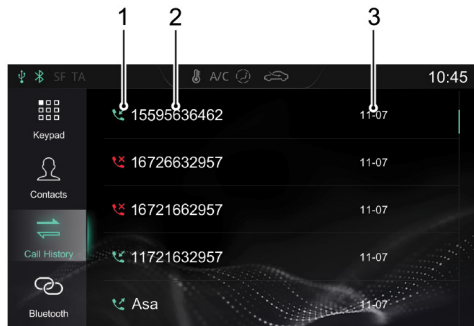 1 2 3
SF TA A/C 10:45
Keypad
Contacts
Call History
Bluetooth
15595636462 11-07
16726632957 11-07
16721662957 11-07
11721632957 11-07
Asa 11-07